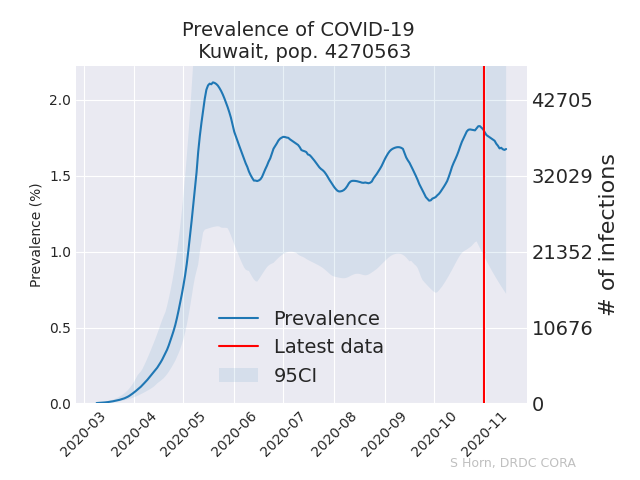 Prevalence of COVID-19
Kuwait, pop. 4270563
Prevalence (%)
2.0
1.5
1.0
0.5
0.0
42705
32029
21352
10676
0
# of infections
Prevalence
Latest data
95CI
2020-03
2020-04
2020-05
2020-06
2020-07
2020-08
2020-09
2020-10
2020-11
S Horn, DRDC CORA